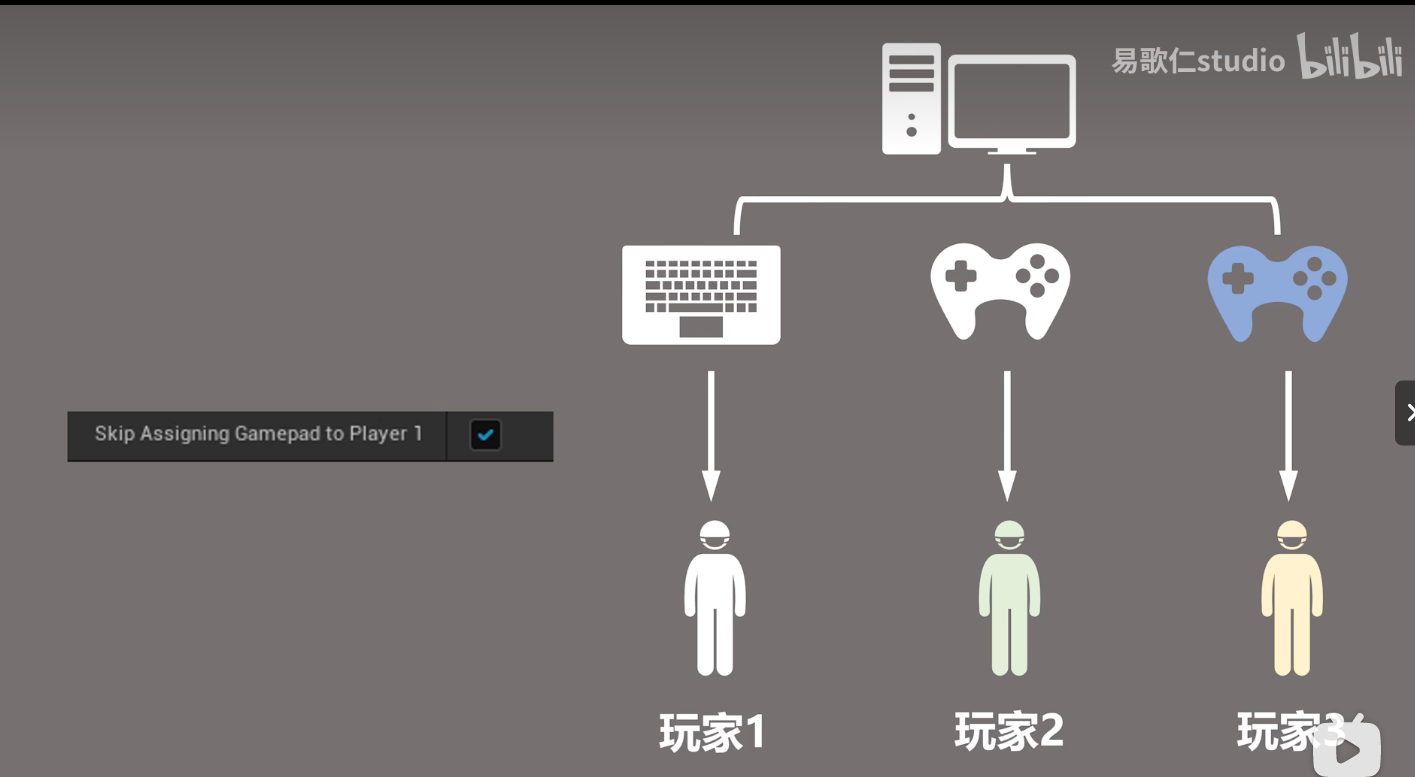 易歌仁studio bilibili
Skip Assigning Gamepad to Player 1
玩家1
玩家2
玩家3